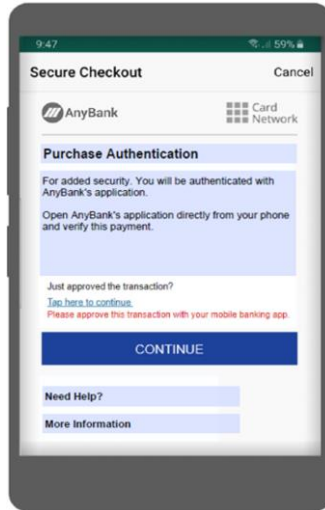 9:47 59%
Secure Checkout Cancel
AnyBank Card
Network
Purchase Authentication
For added security. You will be authenticated with
AnyBank's application.
Open AnyBank's application directly from your phone
and verify this payment.
Just approved the transaction?
Tap here to continue
Please approve this transaction with your mobile banking app.
CONTINUE
Need Help?
More Information